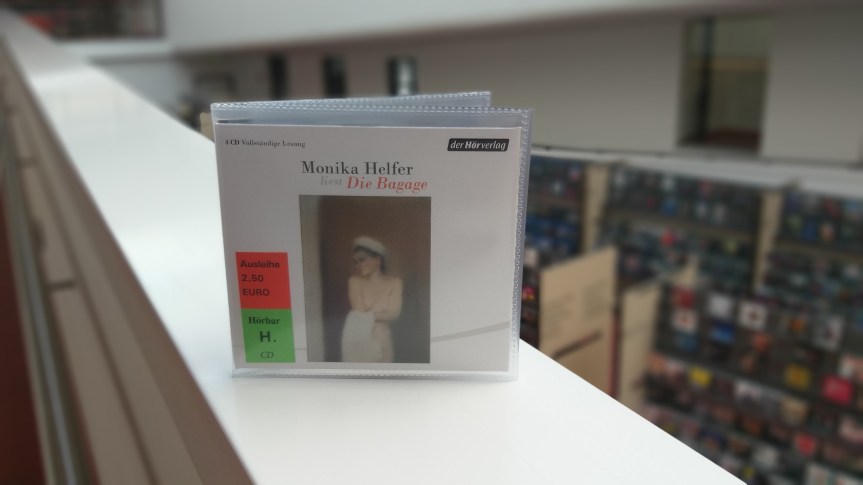 4 CD Vollständige Lesung
der Hörverlag
Monika Helfer
liest Die Bagage
Ausleihe
2.50
EURO
Hörbar
H.
CD